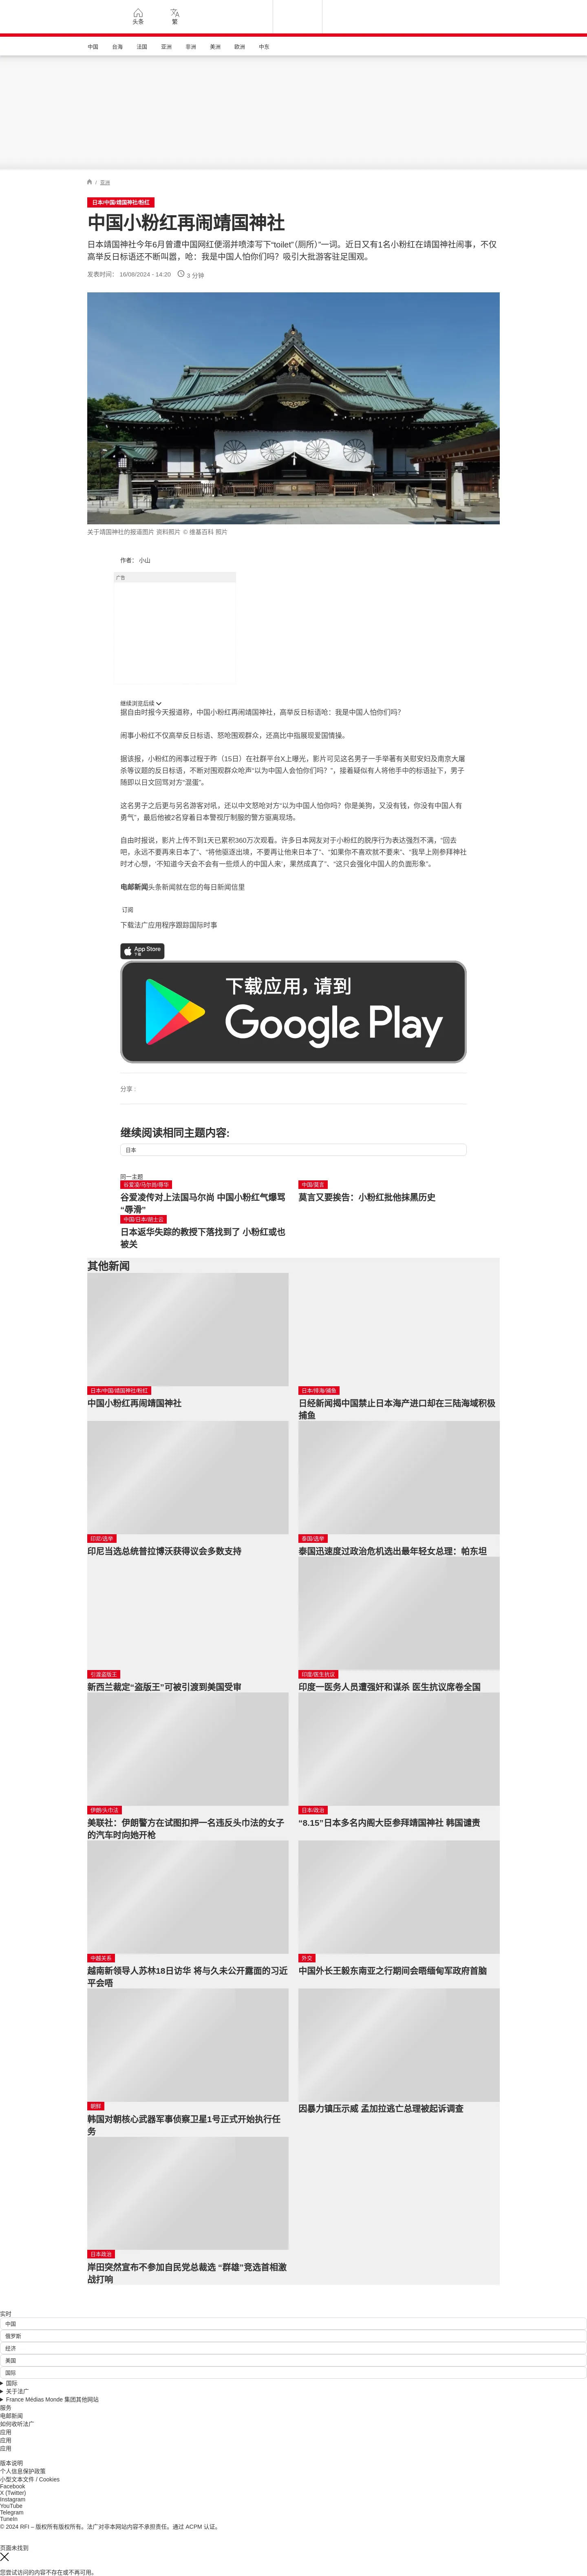 头条
繁
中国
台海
法国
亚洲
非洲
美洲
欧洲
中东
/ 亚洲
日本/中国/靖国神社/粉红
中国小粉红再闹靖国神社
日本靖国神社今年6月曾遭中国网红便溺并喷漆写下“toilet”(厕所）”一词。近日又有1名小粉红在靖国神社闹事，不仅
高举反日标语还不断叫嚣，呛：我是中国人怕你们吗？吸引大批游客驻足围观。
发表时间： 16/08/2024 - 14:20
3 分钟
关于靖国神社的报道图片 资料照片 © 维基百科 照片
作者： 小山
广告
继续浏览后续
据自由时报今天报道称，中国小粉红再闹靖国神社，高举反日标语呛：我是中国人怕你们吗？
闹事小粉红不仅高举反日标语、怒呛围观群众，还高比中指展现爱国情操。
据该报，小粉红的闹事过程于昨（15日）在社群平台X上曝光，影片可见这名男子一手举著有关慰安妇及南京大屠
杀等议题的反日标语，不断对围观群众呛声“以为中国人会怕你们吗？”，接着疑似有人将他手中的标语扯下，男子
随即以日文回骂对方“混蛋”。
这名男子之后更与另名游客对吼，还以中文怒呛对方“以为中国人怕你吗？你是美狗，又没有钱，你没有中国人有
勇气”，最后他被2名穿着日本警视厅制服的警方驱离现场。
自由时报说，影片上传不到1天已累积360万次观看。许多日本网友对于小粉红的脱序行为表达强烈不满，“回去
吧，永远不要再来日本了”、“将他驱逐出境，不要再让他来日本了”、“如果你不喜欢就不要来”、“我早上刚参拜神社
时才心想，‘不知道今天会不会有一些烦人的中国人来’，果然成真了”、“这只会强化中国人的负面形象”。
电邮新闻头条新闻就在您的每日新闻信里
订阅
下载法广应用程序跟踪国际时事
App Store
下载
下载应用，请到
Google Play
分享 :
继续阅读相同主题内容:
日本
同一主题
谷爱凌/马尔尚/辱华
谷爱凌传对上法国马尔尚 中国小粉红气爆骂
“辱滑”
中国/莫言
莫言又要挨告：小粉红批他抹黑历史
中国/日本/胡士云
日本返华失踪的教授下落找到了 小粉红或也
被关
其他新闻
日本/中国/靖国神社/粉红
中国小粉红再闹靖国神社
日本/排海/捕鱼
日经新闻揭中国禁止日本海产进口却在三陆海域积极
捕鱼
印尼/选举
印尼当选总统普拉博沃获得议会多数支持
泰国/选举
泰国迅速度过政治危机选出最年轻女总理：帕东坦
引渡盗版王
新西兰裁定“盗版王”可被引渡到美国受审
印度/医生抗议
印度一医务人员遭强奸和谋杀 医生抗议席卷全国
伊朗/头巾法
美联社：伊朗警方在试图扣押一名违反头巾法的女子
的汽车时向她开枪
日本/政治
“8.15”日本多名内阁大臣参拜靖国神社 韩国谴责
中越关系
越南新领导人苏林18日访华 将与久未公开露面的习近
平会晤
外交
中国外长王毅东南亚之行期间会晤缅甸军政府首脑
朝鲜
韩国对朝核心武器军事侦察卫星1号正式开始执行任
务
因暴力镇压示威 孟加拉逃亡总理被起诉调查
日本政治
岸田突然宣布不参加自民党总裁选 “群雄”竞选首相激
战打响
实时
中国
俄罗斯
经济
美国
国际
国际
关于法广
France Médias Monde 集团其他网站
服务
电邮新闻
如何收听法广
应用
应用
应用
版本说明
个人信息保护政策
小型文本文件 / Cookies
Facebook
X (Twitter)
Instagram
YouTube
Telegram
TuneIn
© 2024 RFI – 版权所有版权所有。法广对非本网站内容不承担责任。通过 ACPM 认证。
页面未找到
您尝试访问的内容不存在或不再可用。